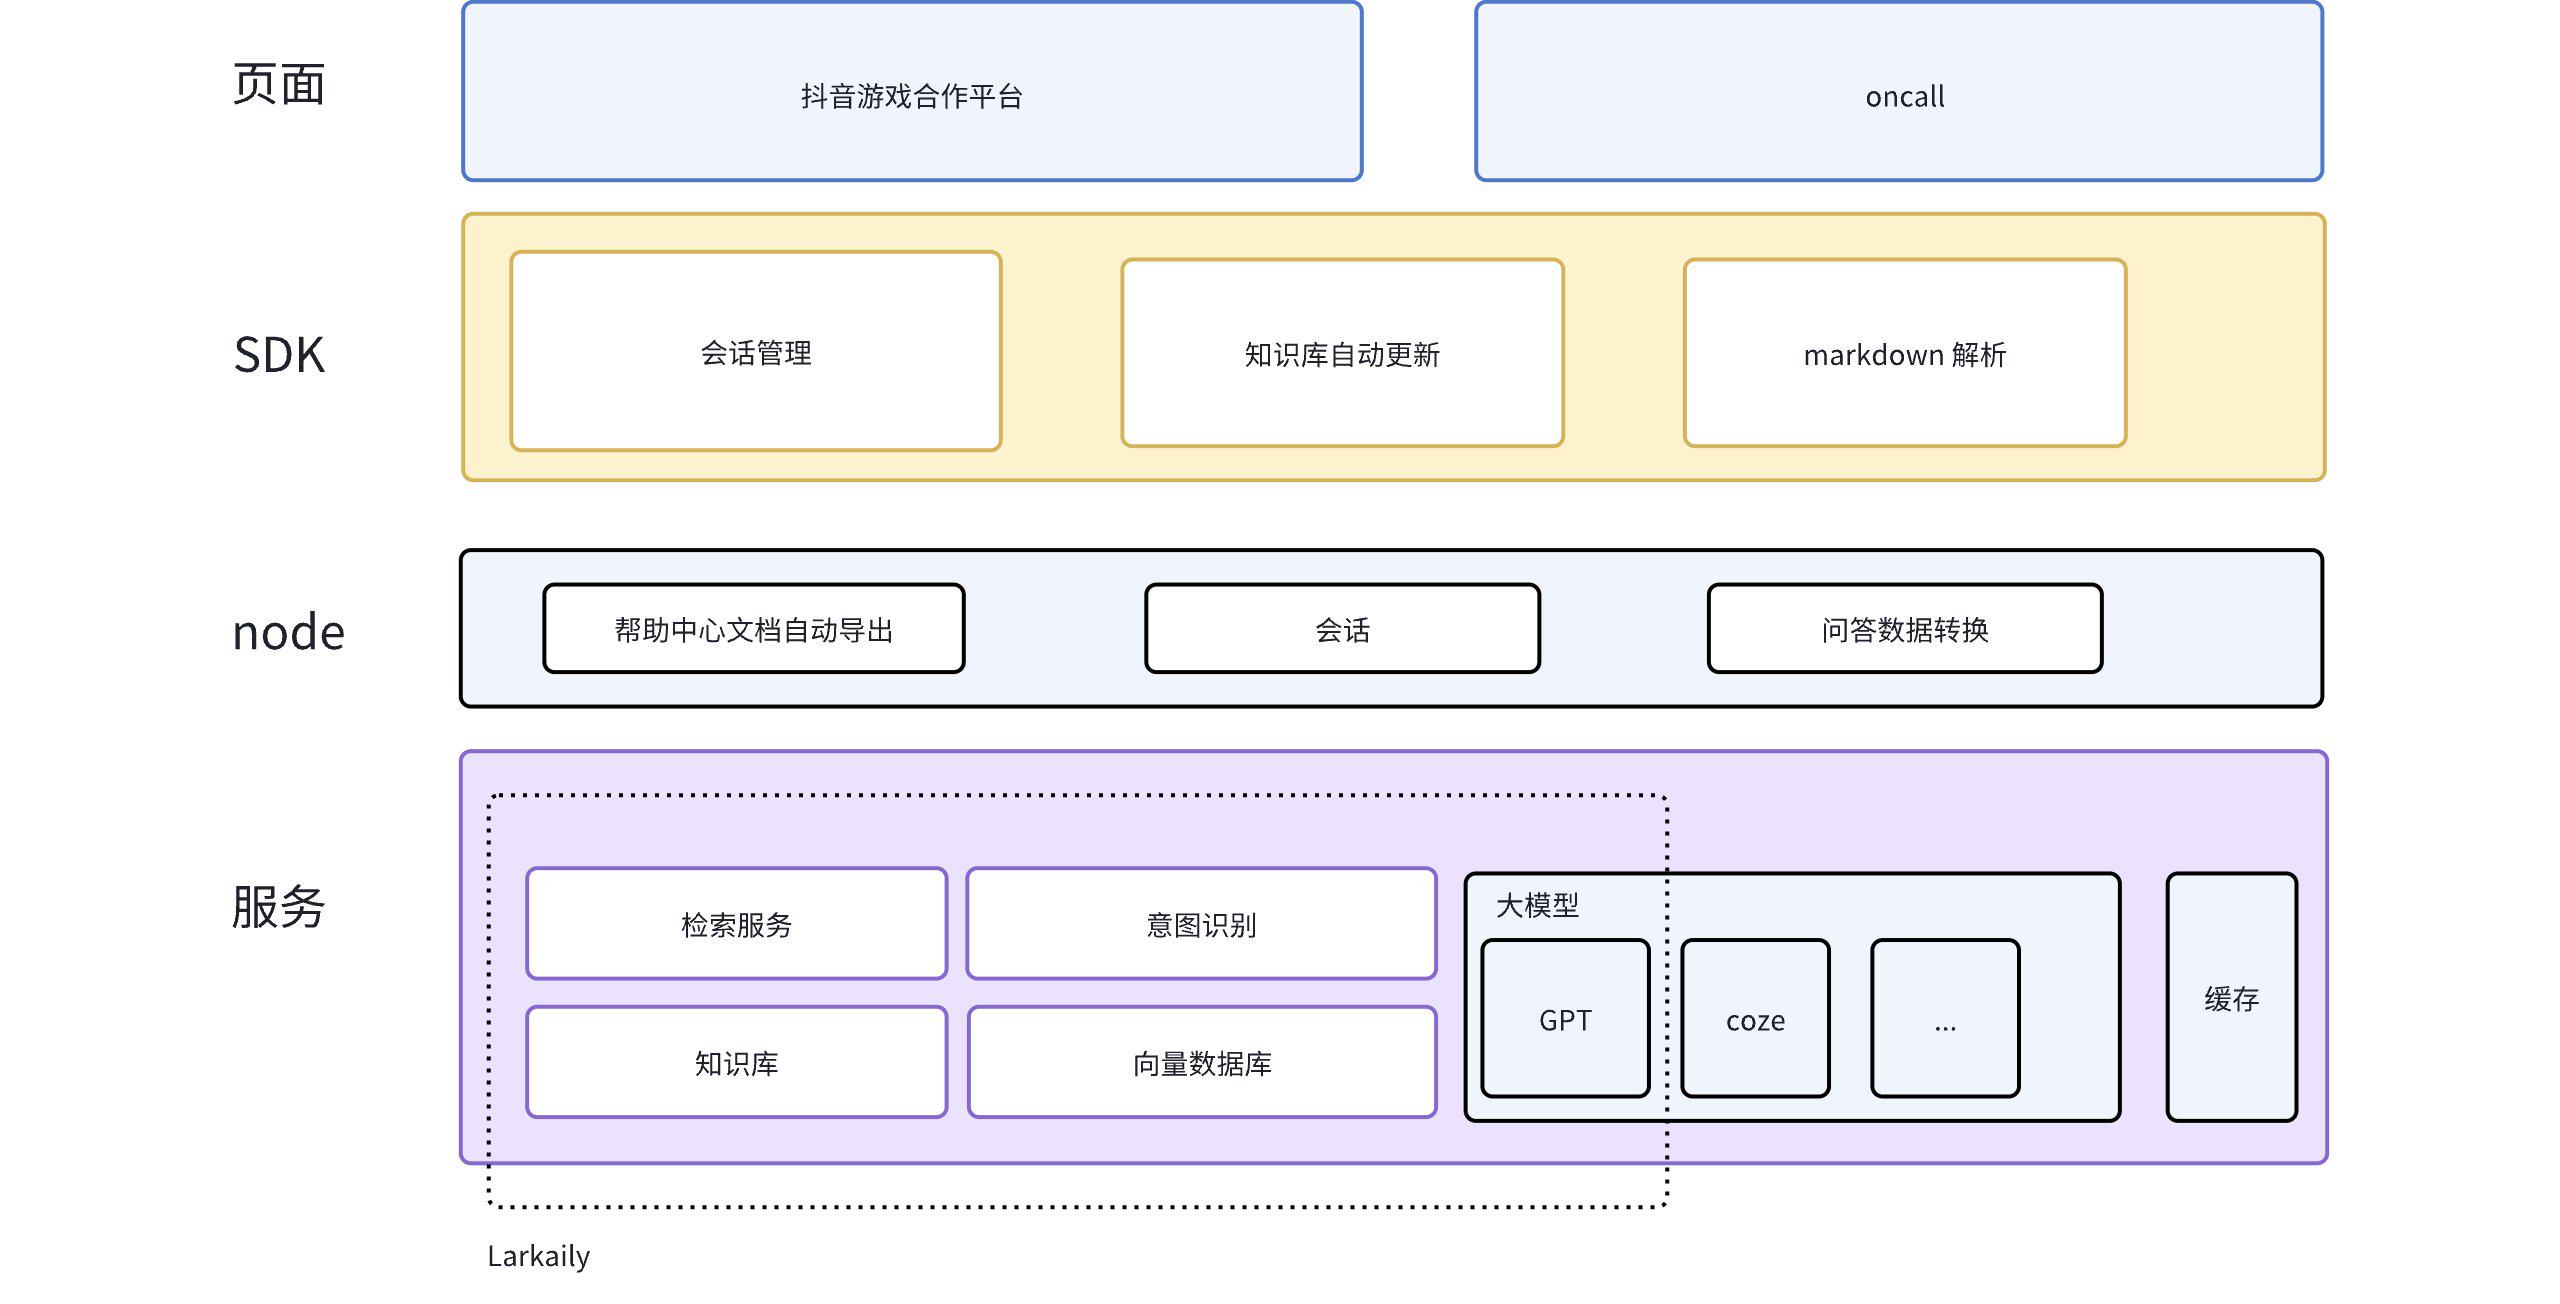 页面
抖音游戏合作平台
oncall
SDK
会话管理
知识库自动更新
markdown 解析
node
帮助中心文档自动导出
会话
问答数据转换
服务
检索服务
意图识别
知识库
向量数据库
大模型
GPT
coze
...
缓存
Larkaily